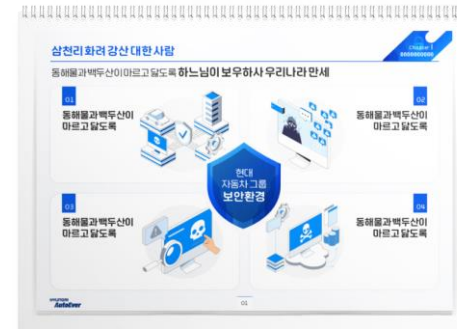 삼천리 화려 강산 대한 사람
Chapter 1
동해물과 백두산이 마르고 닳도록 하느님이 보우하사 우리나라 만세
01
동해물과 백두산이
마르고 닳도록
02
동해물과 백두산이
마르고 닳도록
현대
자동차 그룹
보안환경
03
동해물과 백두산이
마르고 닳도록
04
동해물과 백두산이
마르고 닳도록
HYUNDAI
AutoEver
01